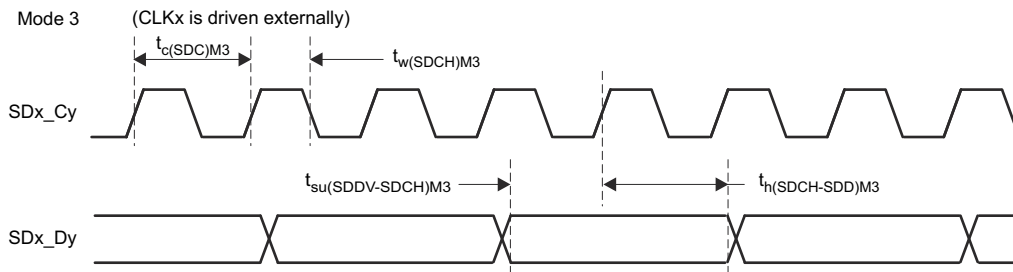 Mode 3 (CLKx is driven externally)
tc(SDC)M3
tw(SDCH)M3
SDx_Cy
tsu(SDDV-SDCH)M3
th(SDCH-SDD)M3
SDx_Dy